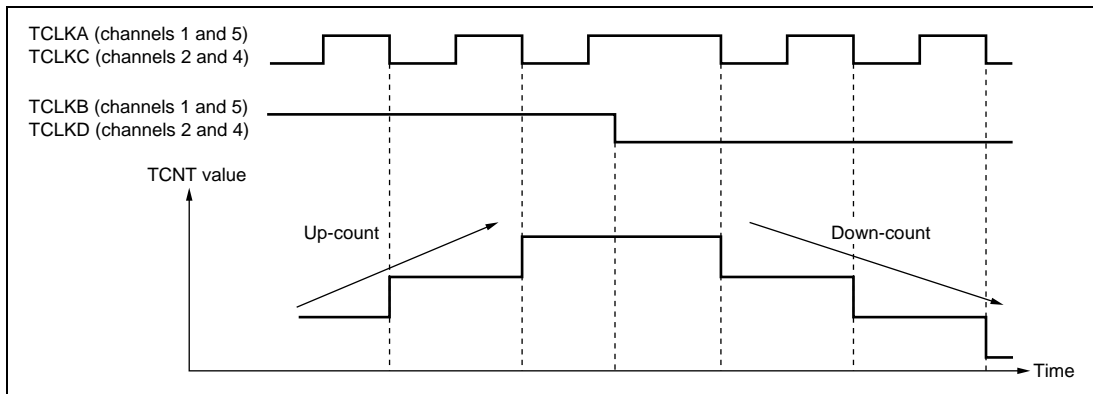 TCLKA (channels 1 and 5)
TCLKC (channels 2 and 4)
TCLKB (channels 1 and 5)
TCLKD (channels 2 and 4)
TCNT value
Up-count
Down-count
Time